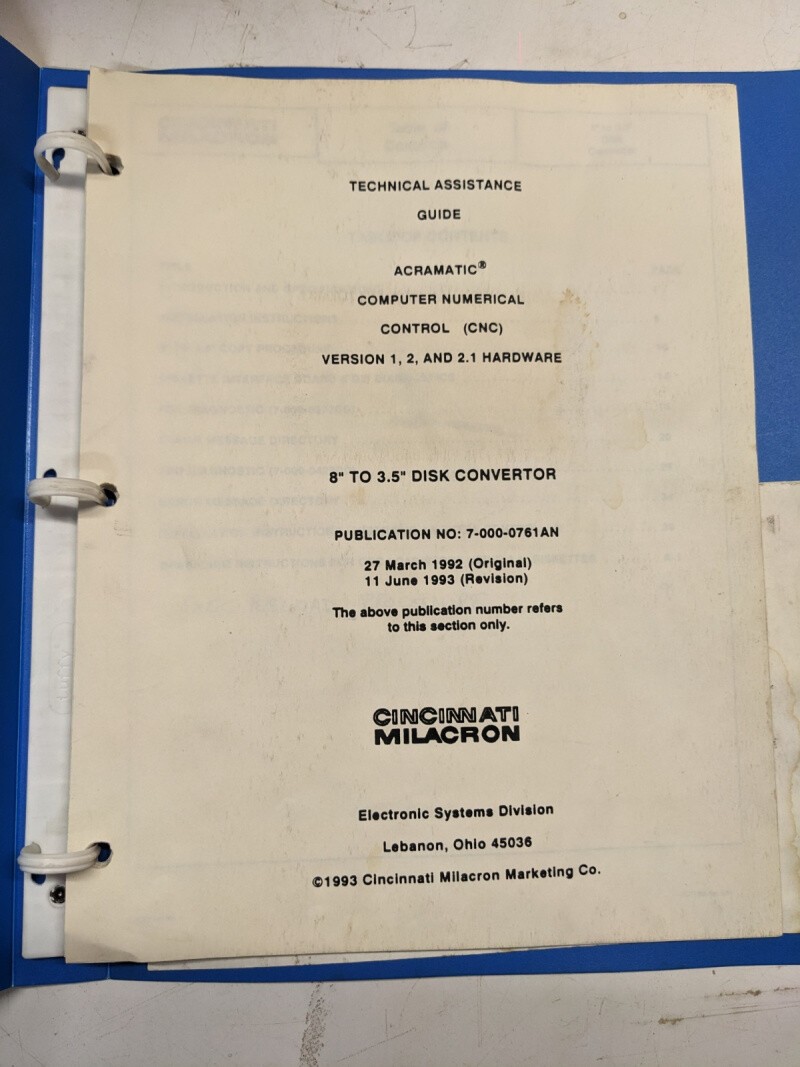 TECHNICAL ASSISTANCE
GUIDE
ACRAMATIC®
COMPUTER NUMERICAL
CONTROL (CNC)
VERSION 1, 2, AND 2.1 HARDWARE
8" TO 3.5" DISK CONVERTOR
PUBLICATION NO: 7-000-0761AN
27 March 1992 (Original)
11 June 1993 (Revision)
The above publication number refers
to this section only.
CINCINNATI
MILACRON
Electronic Systems Division
Lebanon, Ohio 45036
©1993 Cincinnati Milacron Marketing Co.